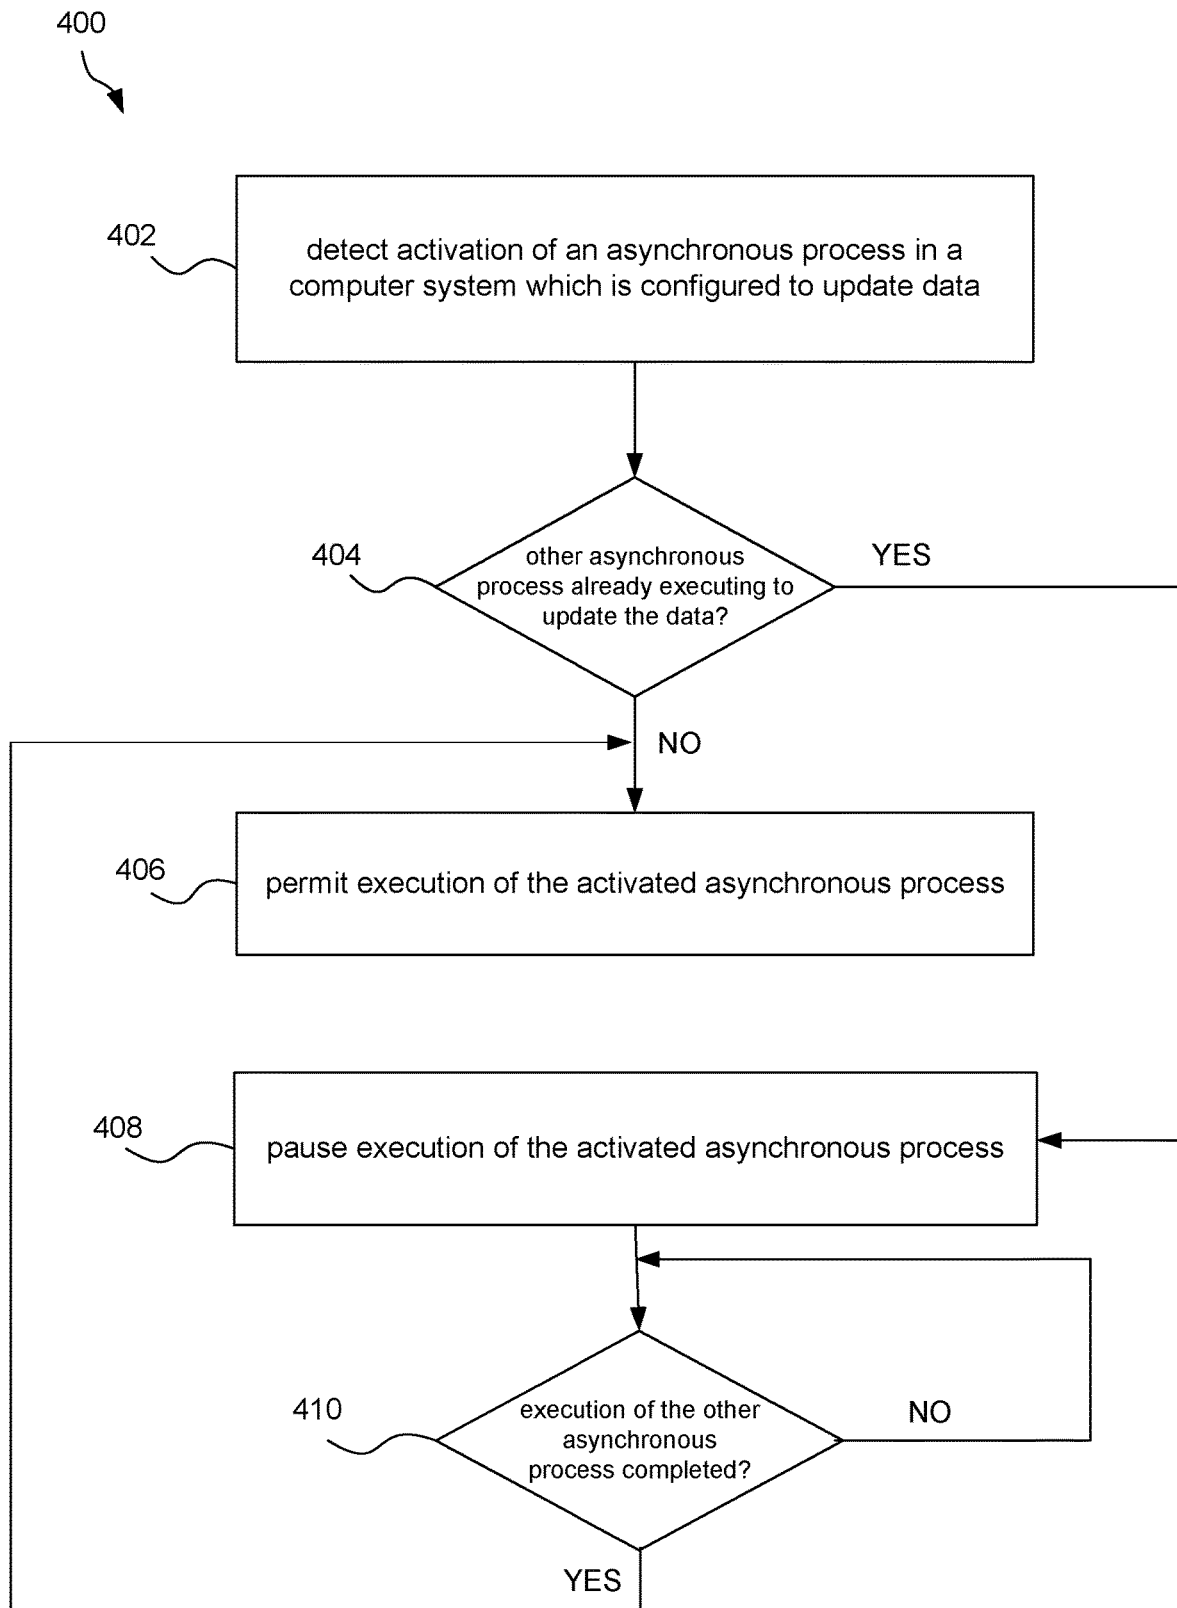 400
402
detect activation of an asynchronous process in a
computer system which is configured to update data
404
other asynchronous
process already executing to
update the data?
YES
NO
406
permit execution of the activated asynchronous process
408
pause execution of the activated asynchronous process
410
execution of the other
asynchronous
process completed?
NO
YES